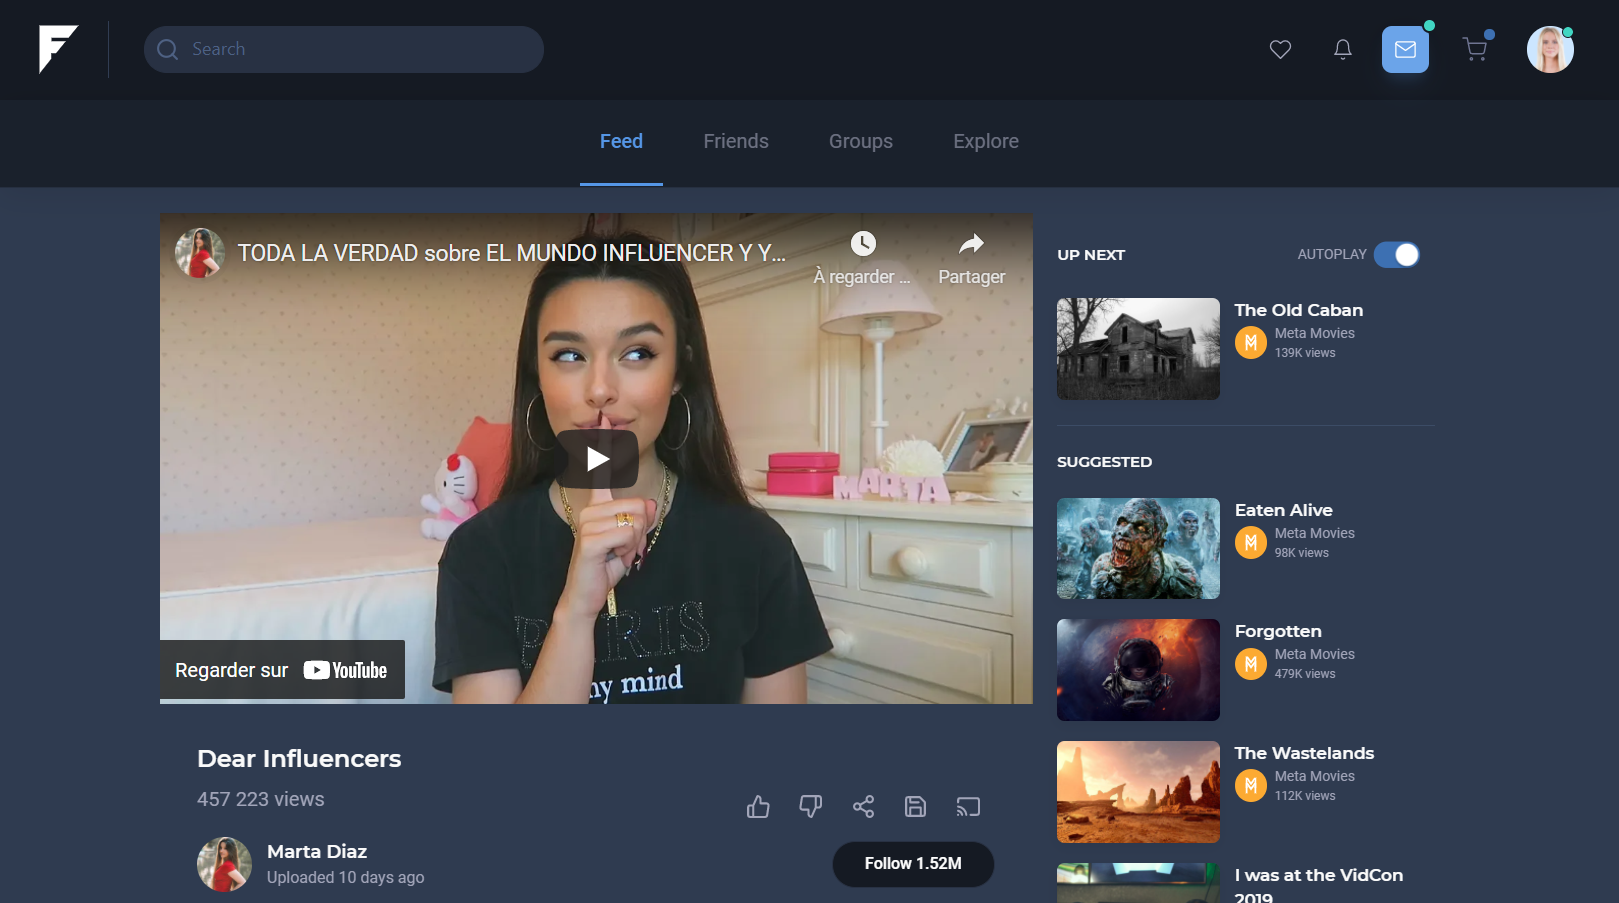 Search
Feed
Friends
Groups
Explore
TODA LA VERDAD sobre EL MUNDO INFLUENCER Y Y...
À regarder ...
Partager
MARTA
PARIS
my mind
Regarder sur YouTube
Dear Influencers
457 223 views
Marta Diaz
Uploaded 10 days ago
Follow 1.52M
UP NEXT
AUTOPLAY
The Old Caban
Meta Movies
139K views
SUGGESTED
Eaten Alive
Meta Movies
98K views
Forgotten
Meta Movies
479K views
The Wastelands
Meta Movies
112K views
I was at the VidCon
2019